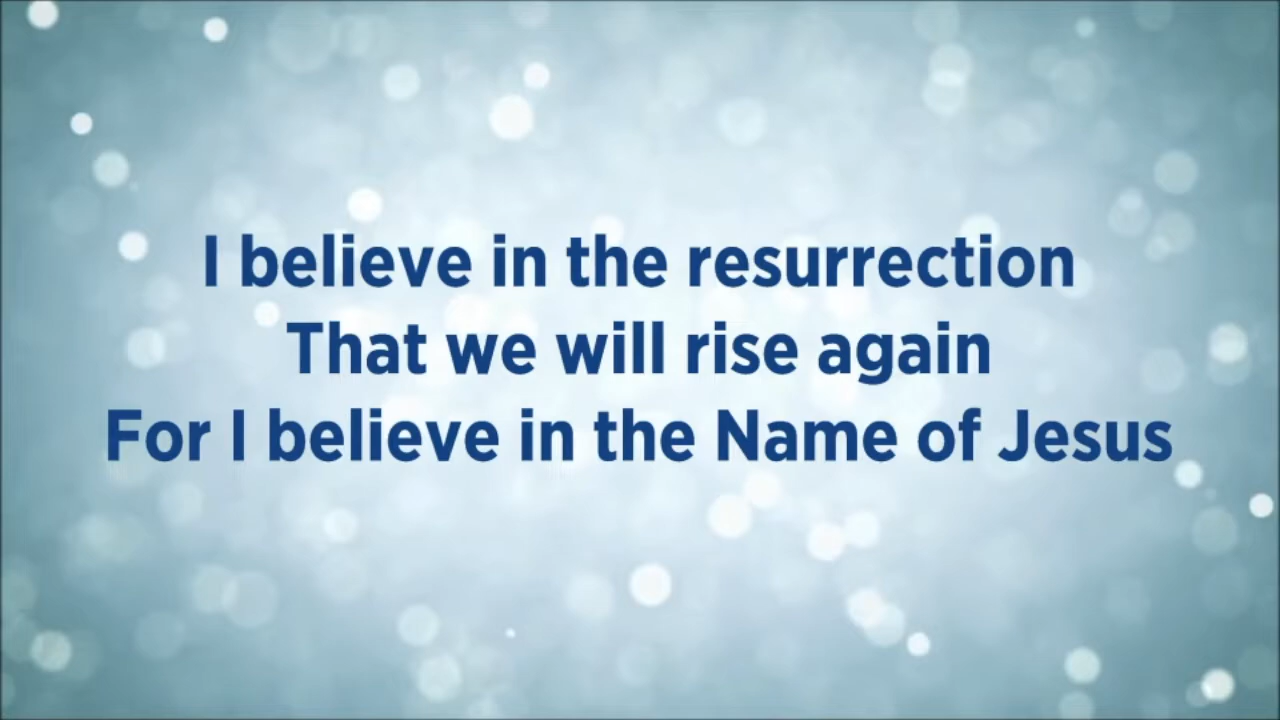 I believe in the resurrection
That we will rise again
For I believe in the Name of Jesus